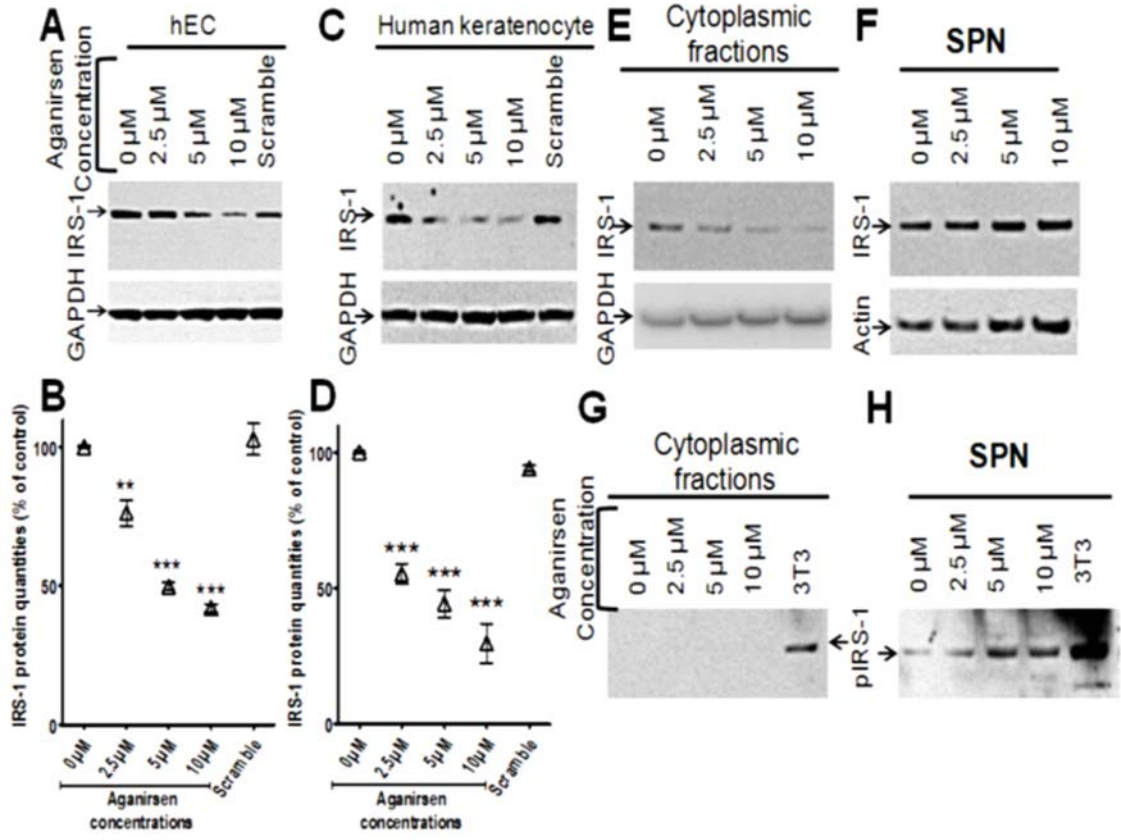 A
hEC
Aganirsen
Concentration
0 µM
2.5 µM
5 µM
10 µM
Scramble
IRS-1
GAPDH
C
Human keratenocyte
0 µM
2.5 µM
5 µM
10 µM
Scramble
IRS-1
GAPDH
E
Cytoplasmic
fractions
0 µM
2.5 µM
5 µM
10 µM
IRS-1
GAPDH
F
SPN
0 µM
2.5 µM
5 µM
10 µM
IRS-1
Actin
B
IRS-1 protein quantities (% of control)
100
50
0
**
***
***
0µM
2.5µM
5µM
10µM
Scramble
Aganirsen
concentrations
D
IRS-1 protein quantities (% of control)
100
50
0
***
***
***
0µM
2.5µM
5µM
10µM
Scramble
Aganirsen
concentrations
G
Cytoplasmic
fractions
Aganirsen
Concentration
0 µM
2.5 µM
5 µM
10 µM
3T3
H
SPN
0 µM
2.5 µM
5 µM
10 µM
3T3
pIRS-1